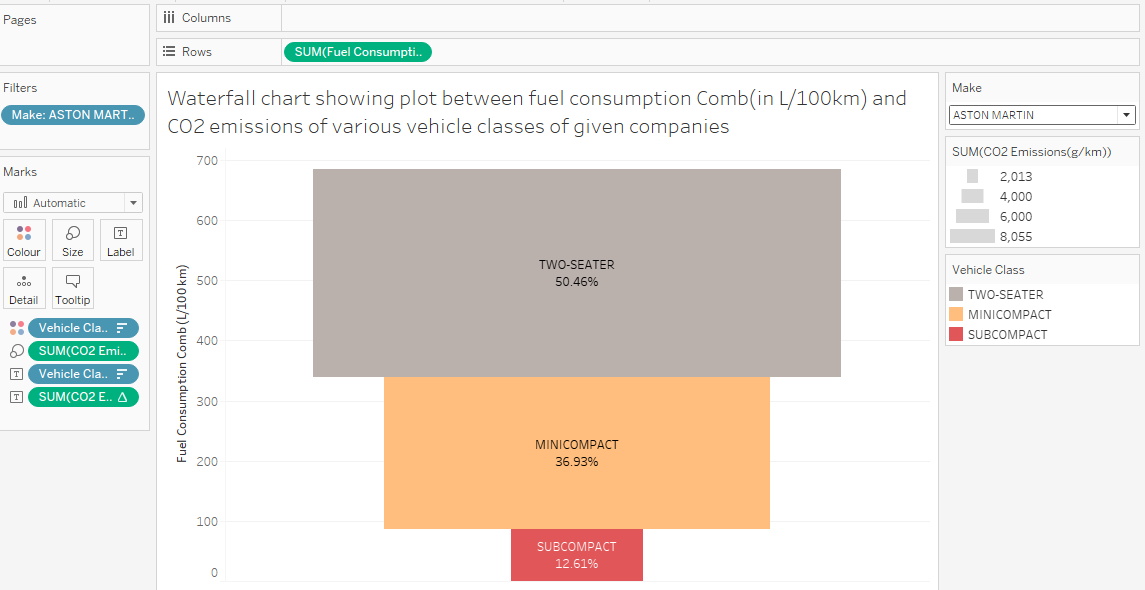 Pages
Columns
Rows
SUM(Fuel Consumpti..
Filters
Make: ASTON MART..
Marks
Automatic
Colour
Size
Label
Detail
Tooltip
Vehicle Cla..
SUM(CO2 Emi..
Vehicle Cla..
SUM(CO2 E..
Waterfall chart showing plot between fuel consumption Comb(in L/100km) and
CO2 emissions of various vehicle classes of given companies
Fuel Consumption Comb (L/100 km)
700
600
500
400
300
200
100
0
TWO-SEATER
50.46%
MINICOMPACT
36.93%
SUBCOMPACT
12.61%
Make
ASTON MARTIN
SUM(CO2 Emissions(g/km))
2,013
4,000
6,000
8,055
Vehicle Class
TWO-SEATER
MINICOMPACT
SUBCOMPACT